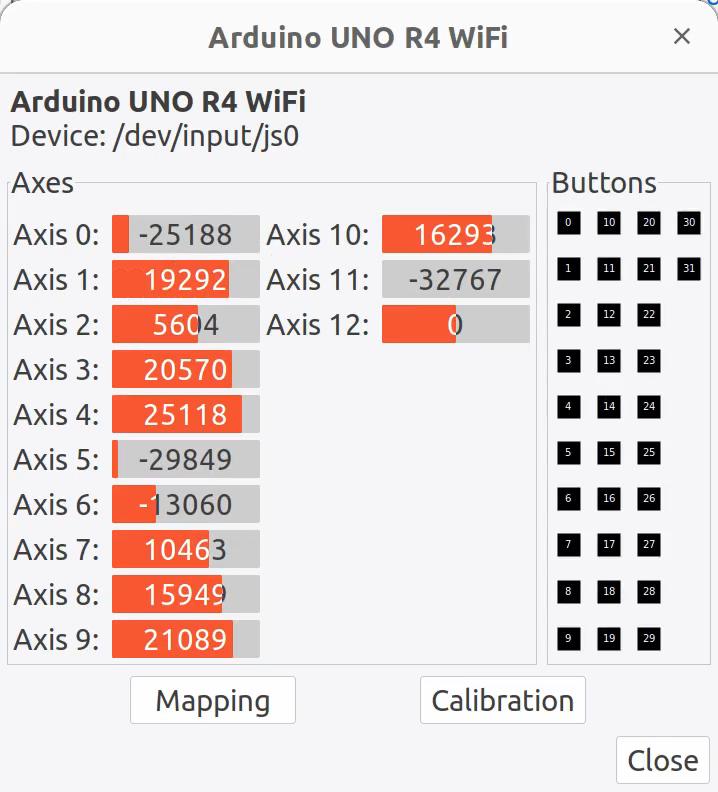 Arduino UNO R4 WiFi
Arduino UNO R4 WiFi
Device: /dev/input/js0
Axes
Axis 0: -25188
Axis 1: 19292
Axis 2: 5604
Axis 3: 20570
Axis 4: 25118
Axis 5: -29849
Axis 6: -13060
Axis 7: 10463
Axis 8: 15949
Axis 9: 21089
Axis 10: 16293
Axis 11: -32767
Axis 12: 0
Buttons
0 10 20 30
1 11 21 31
2 12 22
3 13 23
4 14 24
5 15 25
6 16 26
7 17 27
8 18 28
9 19 29
Mapping
Calibration
Close